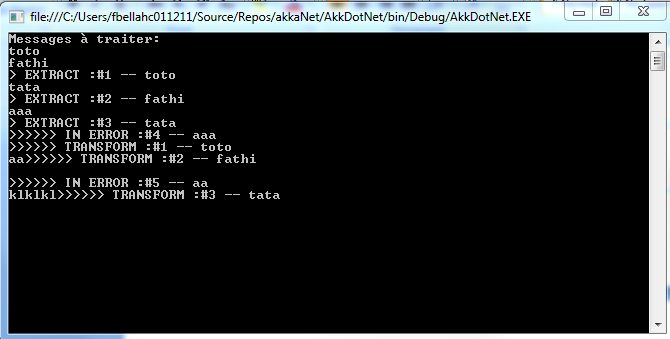 file:///C:/Users/fbellahc011211/Source/Repos/akkaNet/AkkDotNet/bin/Debug/AkkDotNet.EXE
Messages à traiter:
toto
fathi
> EXTRACT :#1 -- toto
tata
> EXTRACT :#2 -- fathi
aaa
> EXTRACT :#3 -- tata
>>>>>> IN ERROR :#4 -- aaa
>>>>>> TRANSFORM :#1 -- toto
aa>>>>>> TRANSFORM :#2 -- fathi
>>>>>> IN ERROR :#5 -- aa
klklkl>>>>>> TRANSFORM :#3 -- tata